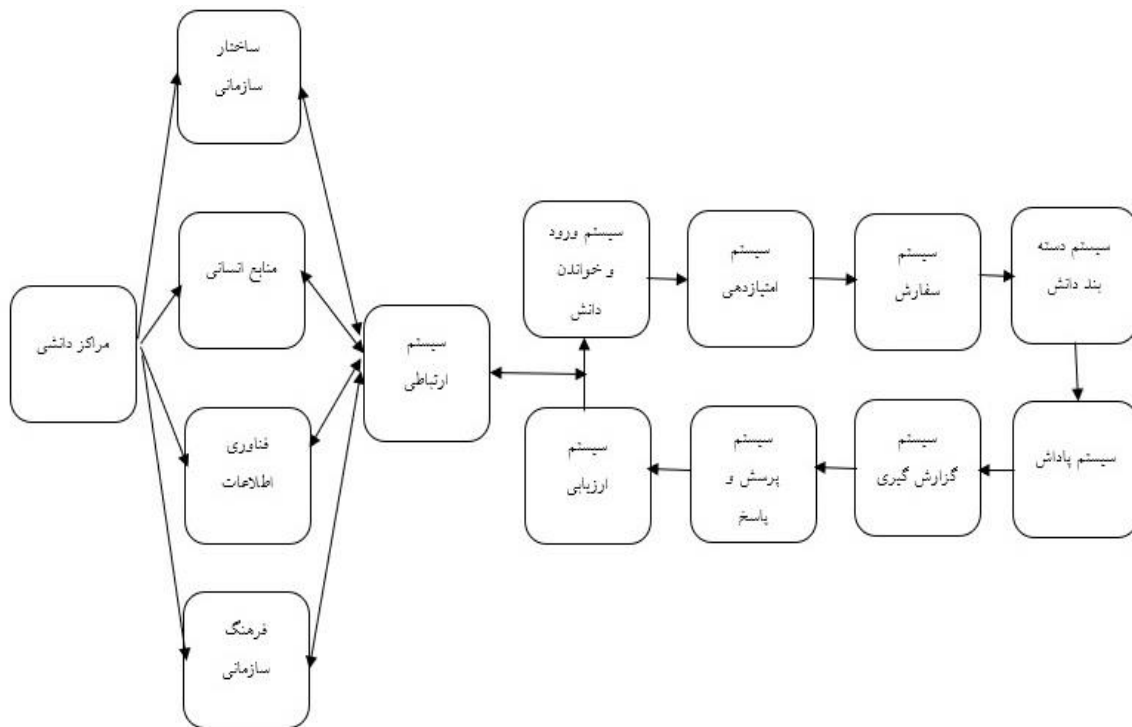 ساختار
سازمانی
منابع انسانی
مراکز دانشی
فناوری
اطلاعات
فرهنگ
سازمانی
سیستم
ارتباطی
سیستم ورود
و خواندن
دانش
سیستم
امتیازدهی
سیستم
سفارش
سیستم دسته
بند دانش
سیستم پاداش
سیستم
گزارش گیری
سیستم
پرسش و
پاسخ
سیستم
ارزیابی